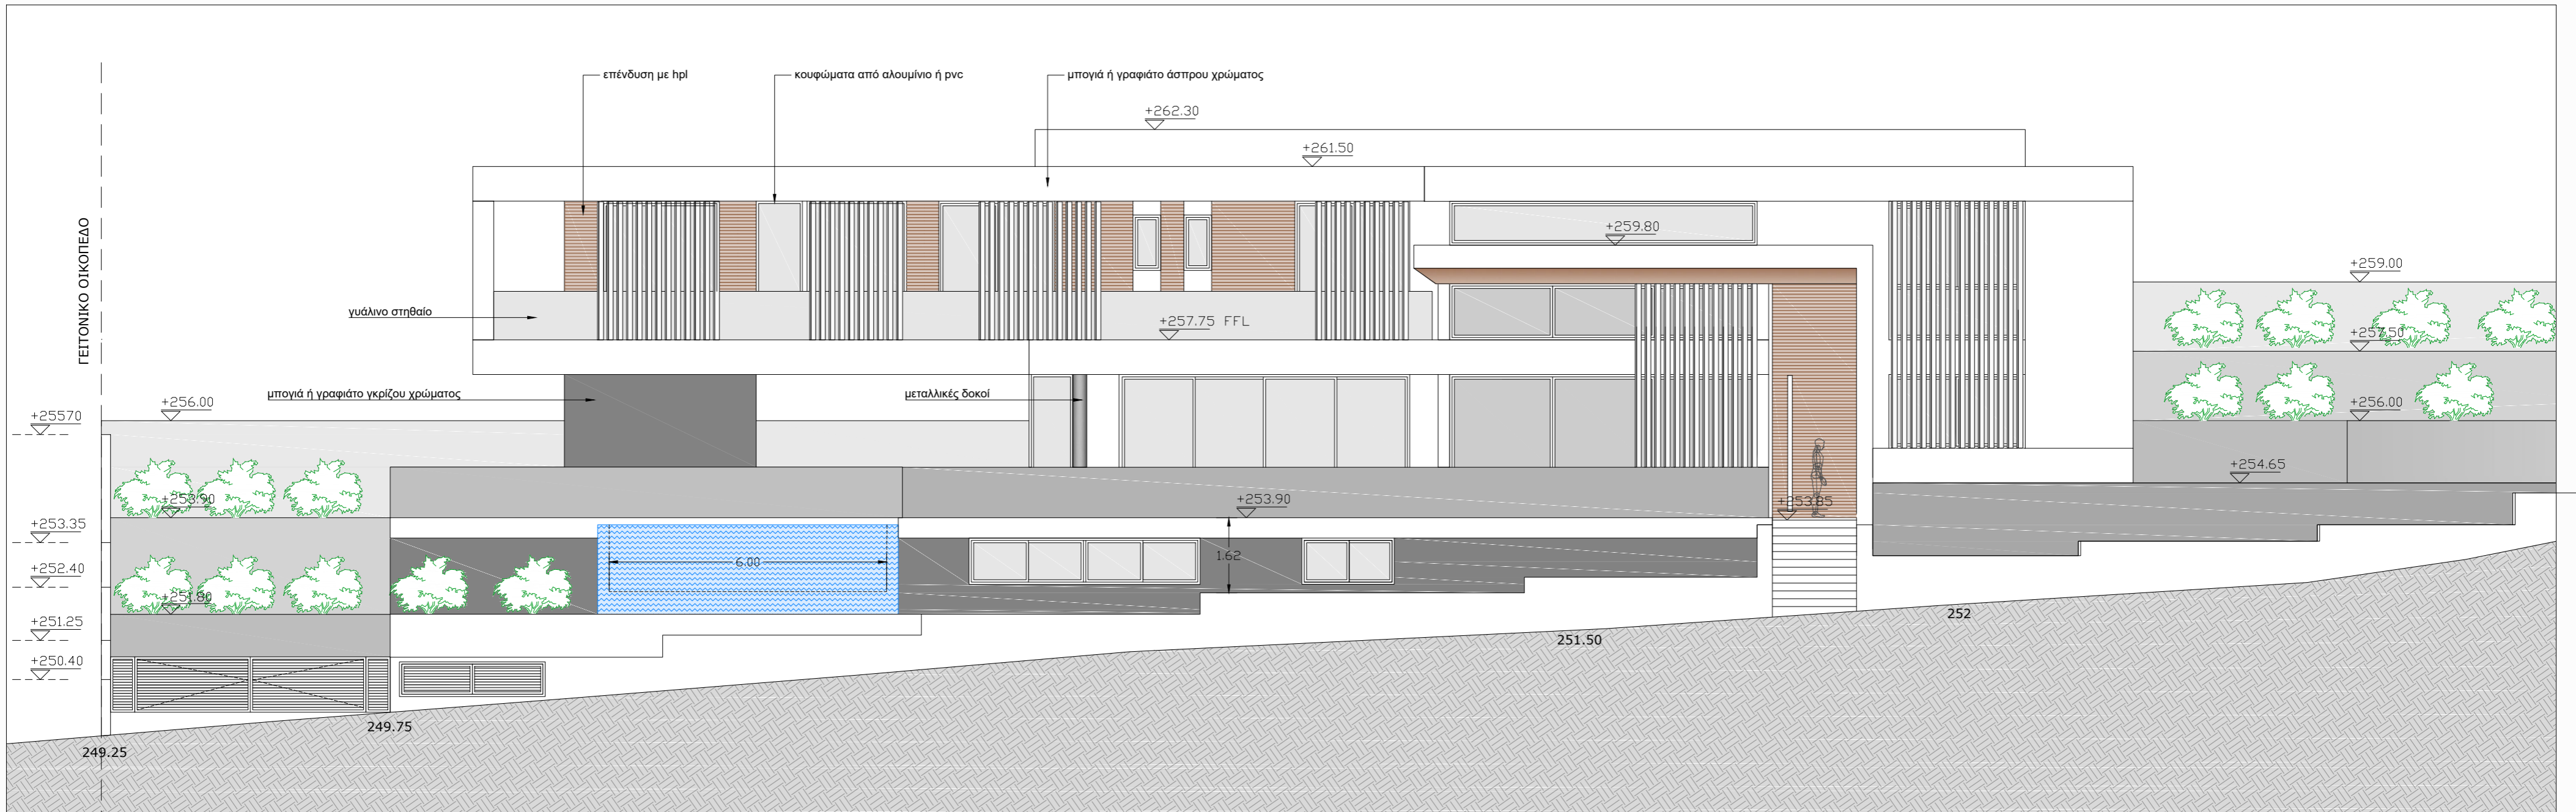 επένδυση με hpl
κουφώματα από αλουμίνιο ή pvc
μπογιά ή γραφιάτο άσπρου χρώματος
+262.30
+261.50
ΓΕΙΤΟΝΙΚΟ ΟΙΚΟΠΕΔΟ
+259.80
+259.00
γυάλινο στηθαίο
+257.75 FFL
+257.50
μπογιά ή γραφιάτο γκρίζου χρώματος
μεταλλικές δοκοί
+256.00
+256.00
+25570
+254.65
+253.90
+253.90
+253.85
+253.35
1.62
6.00
+252.40
+251.80
+251.25
+250.40
252
251.50
249.75
249.25